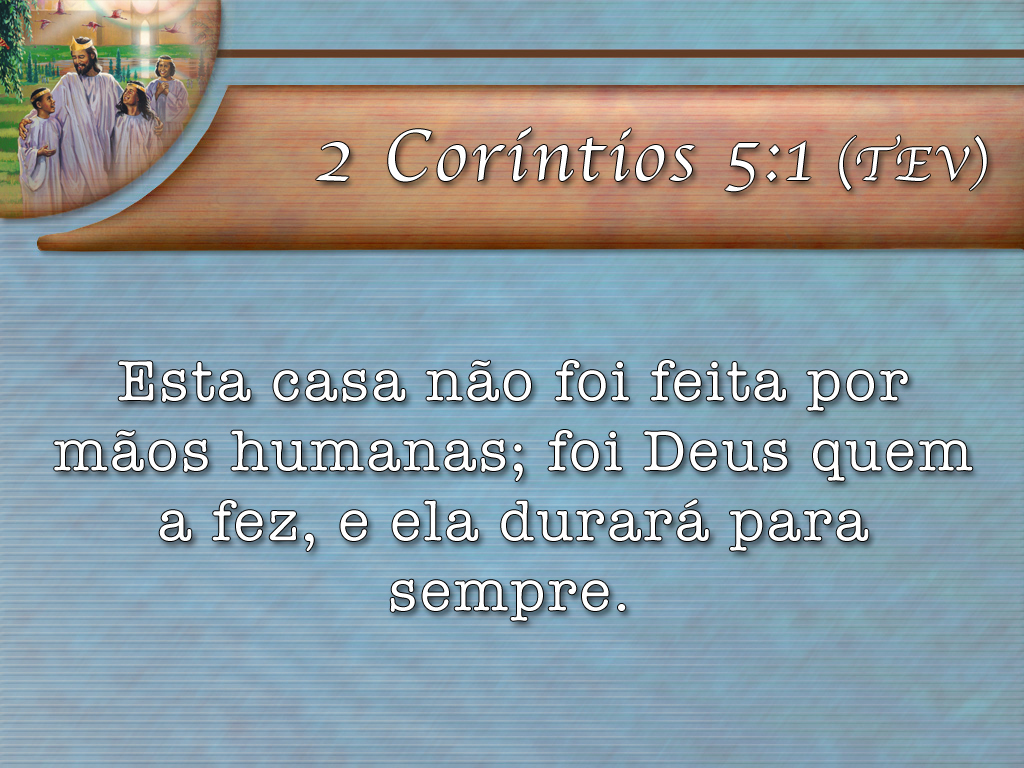 2 Coríntios 5:1 (TEV)
Esta casa não foi feita por
mãos humanas; foi Deus quem
a fez, e ela durará para
sempre.